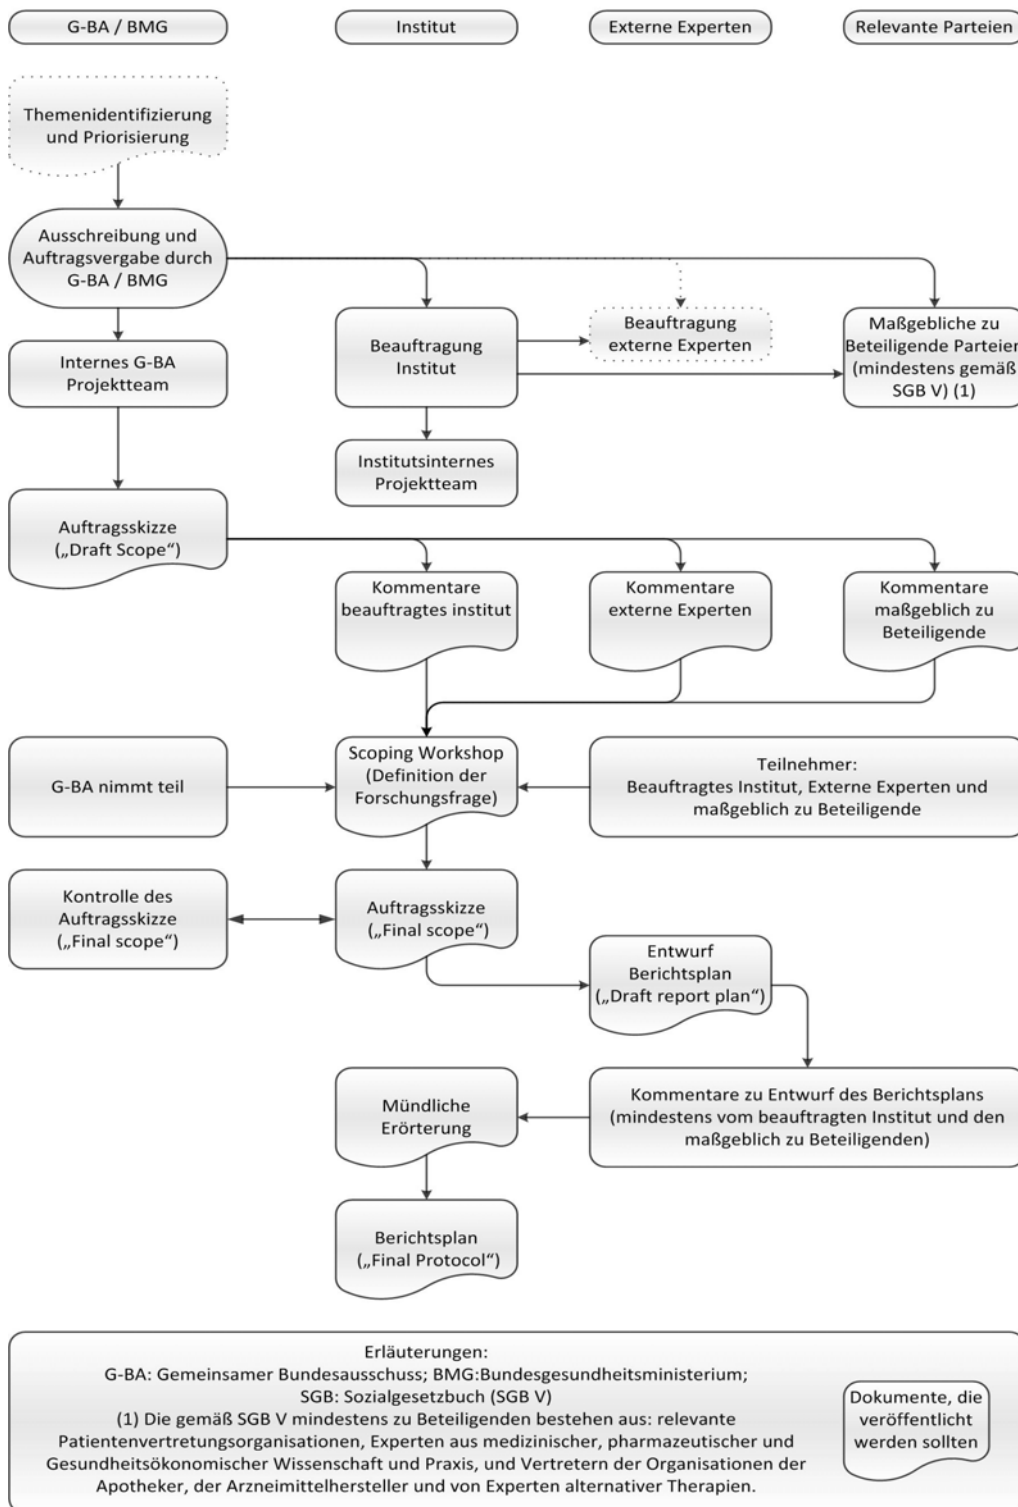 G-BA / BMG
Institut
Externe Experten
Relevante Parteien
Themenidentifizierung
und Priorisierung
Ausschreibung und
Auftragsvergabe durch
G-BA / BMG
Beauftragung
Institut
Beauftragung
externe Experten
Maßgebliche zu
Beteiligende Parteien
(mindestens gemäß
SGB V) (1)
Internes G-BA
Projektteam
Institutsinternes
Projektteam
Auftragsskizze
(„Draft Scope“)
Kommentare
beauftragtes institut
Kommentare
externe Experten
Kommentare
maßgeblich zu
Beteiligende
G-BA nimmt teil
Scoping Workshop
(Definition der
Forschungsfrage)
Teilnehmer:
Beauftragtes Institut, Externe Experten und
maßgeblich zu Beteiligende
Kontrolle des
Auftragsskizze
(„Final scope“)
Auftragsskizze
(„Final scope“)
Entwurf
Berichtsplan
(„Draft report plan“)
Kommentare zu Entwurf des Berichtsplans
(mindestens vom beauftragten Institut und den
maßgeblich zu Beteiligenden)
Mündliche
Erörterung
Berichtsplan
(„Final Protocol“)
Erläuterungen:
G-BA: Gemeinsamer Bundesausschuss; BMG:Bundesgesundheitsministerium;
SGB: Sozialgesetzbuch (SGB V)
(1) Die gemäß SGB V mindestens zu Beteiligenden bestehen aus: relevante
Patientenvertretungsorganisationen, Experten aus medizinischer, pharmazeutischer und
Gesundheitsökonomischer Wissenschaft und Praxis, und Vertretern der Organisationen der
Apotheker, der Arzneimittelhersteller und von Experten alternativer Therapien.
Dokumente, die
veröffentlicht
werden sollten